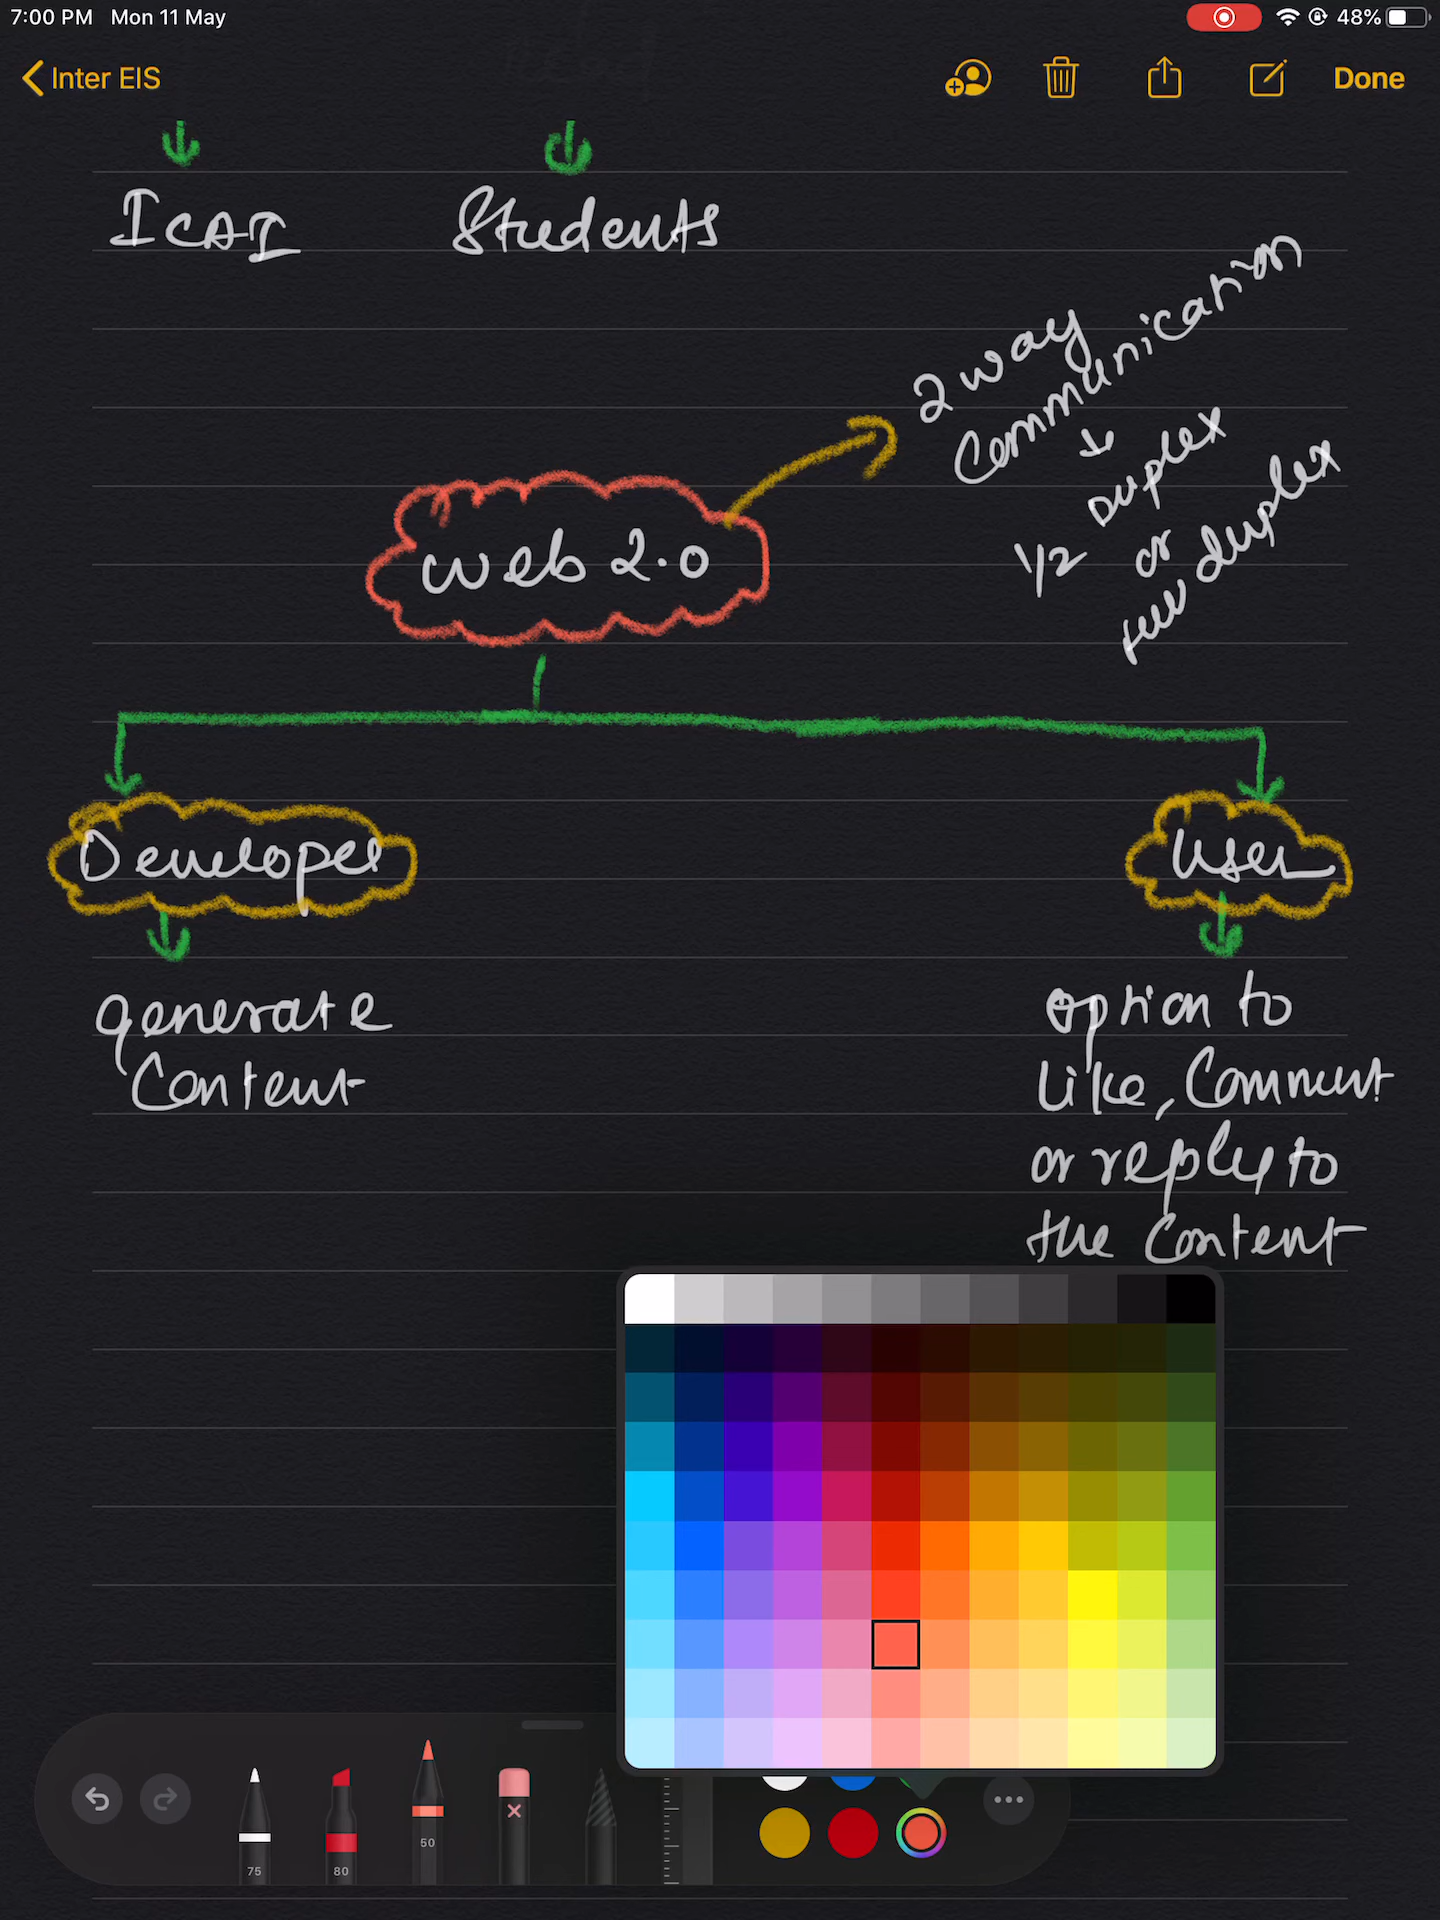 7:00 PM Mon 11 May 48%
Inter EIS Done
ICAI Students
2 way
Communication
Duplex
1/2 or
full duplex
Web 2.0
Developer User
generate
Content
option to
Like, Comment
or reply to
the Content
75 80 50